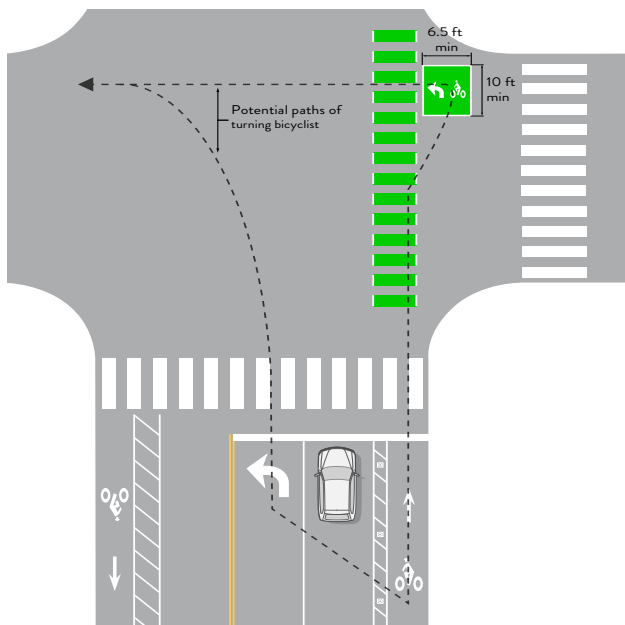 6.5 ft
min
10 ft
min
Potential paths of
turning bicyclist